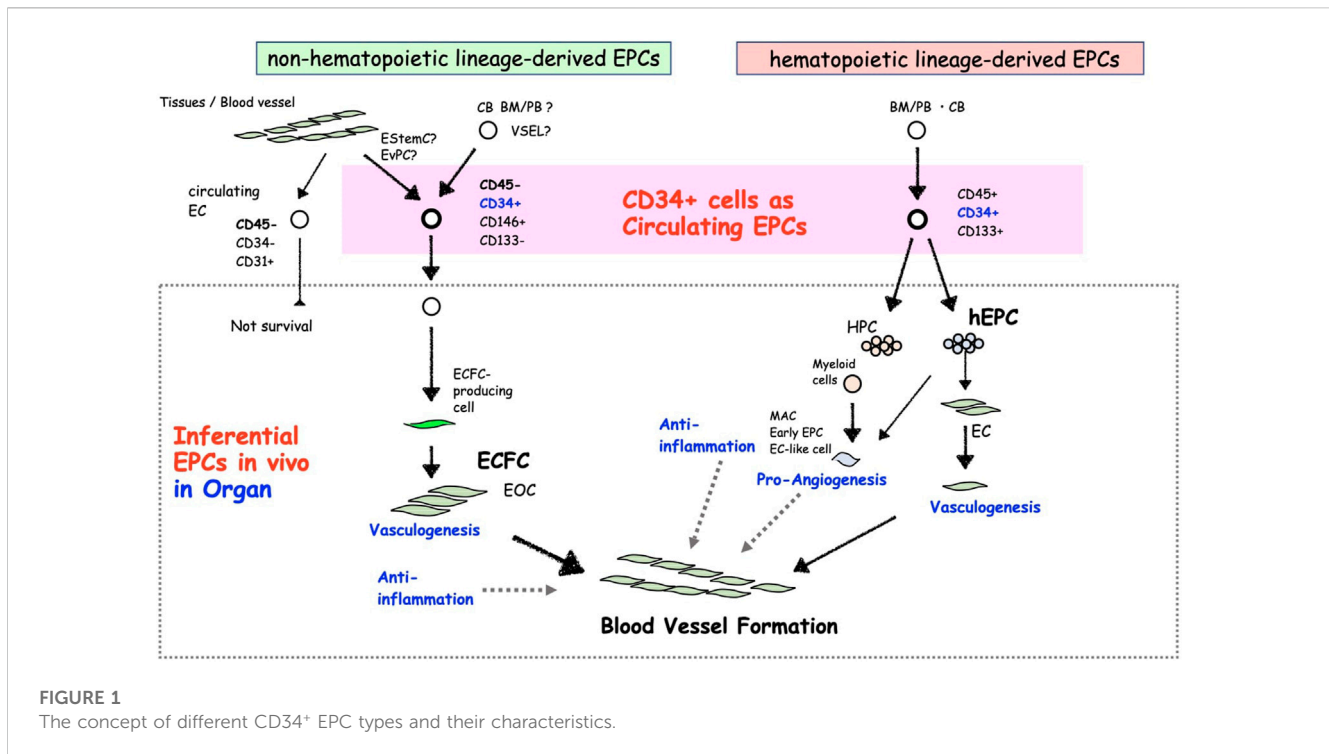 non-hematopoietic lineage-derived EPCs
hematopoietic lineage-derived EPCs
Tissues / Blood vessel
EStemC?
EvPC?
CB BM/PB ?
VSEL?
BM/PB ・ CB
circulating
EC
CD45-
CD34-
CD31+
Not survival
CD45-
CD34+
CD146+
CD133-
CD34+ cells as
Circulating EPCs
CD45+
CD34+
CD133+
Inferential
EPCs in vivo
in Organ
ECFC-
producing
cell
ECFC
EOC
Vasculogenesis
Anti-
inflammation
Anti-
inflammation
HPC
hEPC
Myeloid
cells
MAC
Early EPC
EC-like cell
Pro-Angiogenesis
EC
Vasculogenesis
Blood Vessel Formation
FIGURE 1
The concept of different CD34⁺ EPC types and their characteristics.